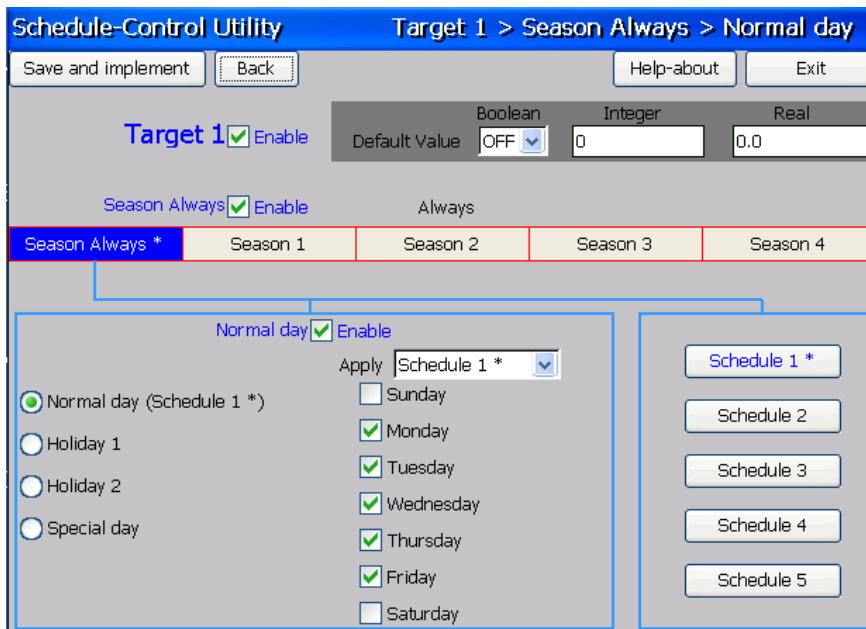 Schedule-Control Utility Target 1 > Season Always > Normal day
Save and implement Back Help-about Exit
Boolean Integer Real
Target 1 Enable Default Value OFF 0 0.0
Season Always Enable Always
Season Always * Season 1 Season 2 Season 3 Season 4
Normal day Enable
Apply Schedule 1 *
Normal day (Schedule 1 *)
Holiday 1
Holiday 2
Special day
Sunday
Monday
Tuesday
Wednesday
Thursday
Friday
Saturday
Schedule 1 *
Schedule 2
Schedule 3
Schedule 4
Schedule 5